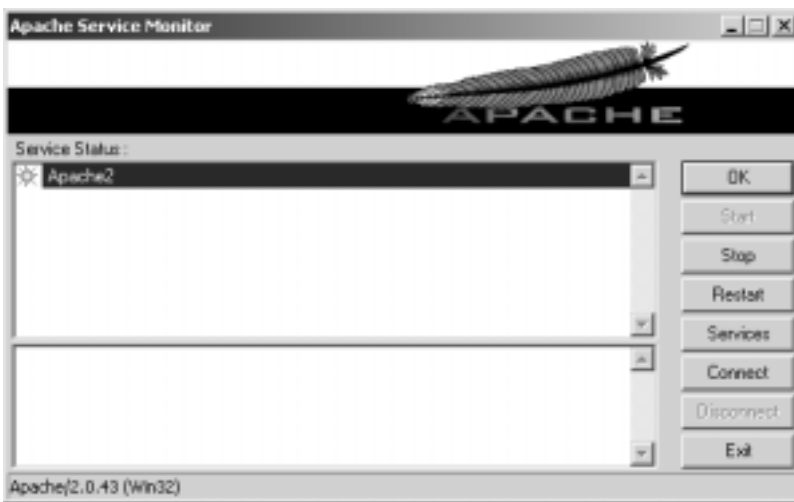 Apache Service Monitor
APACHE
Service Status :
Apache2
OK
Start
Stop
Restart
Services
Connect
Disconnect
Exit
Apache/2.0.43 (Win32)